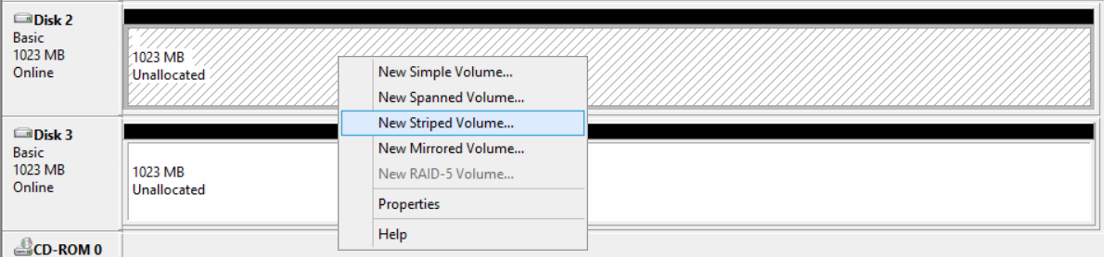 Disk 2
Basic
1023 MB
Online
1023 MB
Unallocated
New Simple Volume...
New Spanned Volume...
New Striped Volume...
New Mirrored Volume...
New RAID-5 Volume...
Properties
Help
Disk 3
Basic
1023 MB
Online
1023 MB
Unallocated
CD-ROM 0